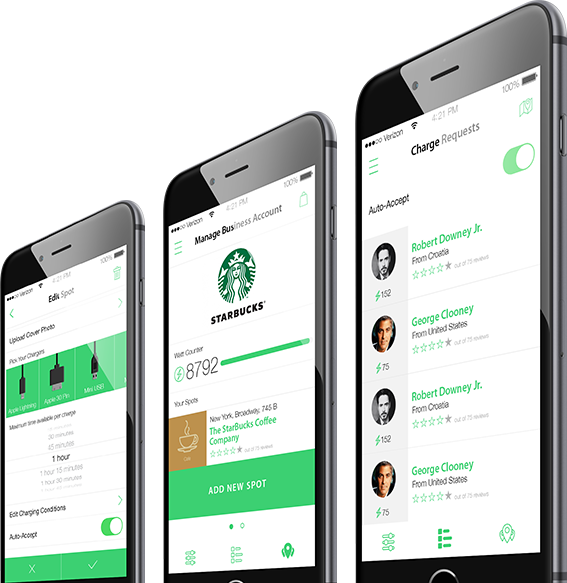 ●●●○○ Verizon 4:21 PM 100%
Edit Spot
Upload Cover Photo
Pick Your Chargers
Apple Lightning
Apple 30 Pin
Mini USB
Maximum time available per charge
30 minutes
45 minutes
1 hour
1 hour 15 minutes
1 hour 30 minutes
Edit Charging Conditions
Auto-Accept
●●●○○ Verizon 4:21 PM 100%
Manage Business Account
STARBUCKS
Watt Counter
8792
Your Spots
New York, Broadway, 745 B
The StarBucks Coffee
Company
out of 75 reviews
ADD NEW SPOT
●●●○○ Verizon 4:21 PM 100%
Charge Requests
Auto-Accept
Robert Downey Jr.
From Croatia
out of 73 reviews
152
George Clooney
From United States
out of 75 reviews
75
Robert Downey Jr.
From Croatia
out of 73 reviews
152
George Clooney
From United States
out of 75 reviews
75